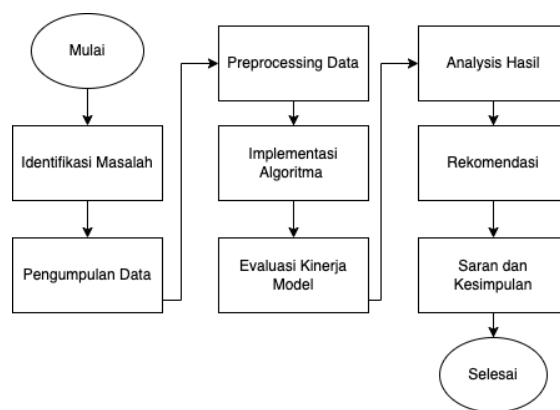 Mulai
Identifikasi Masalah
Pengumpulan Data
Preprocessing Data
Implementasi
Algoritma
Evaluasi Kinerja
Model
Analysis Hasil
Rekomendasi
Saran dan
Kesimpulan
Selesai